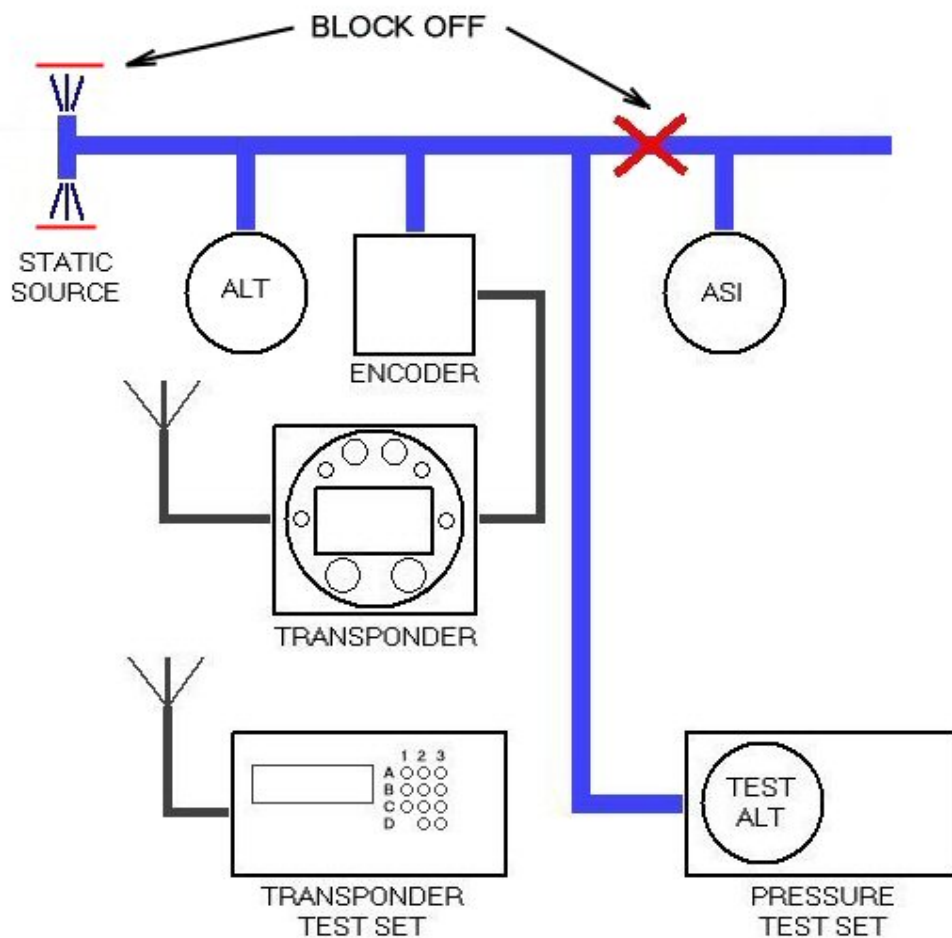 BLOCK OFF
STATIC
SOURCE
ALT
ENCODER
ASI
TRANSPONDER
1 2 3
A
B
C
D
TRANSPONDER
TEST SET
TEST
ALT
PRESSURE
TEST SET